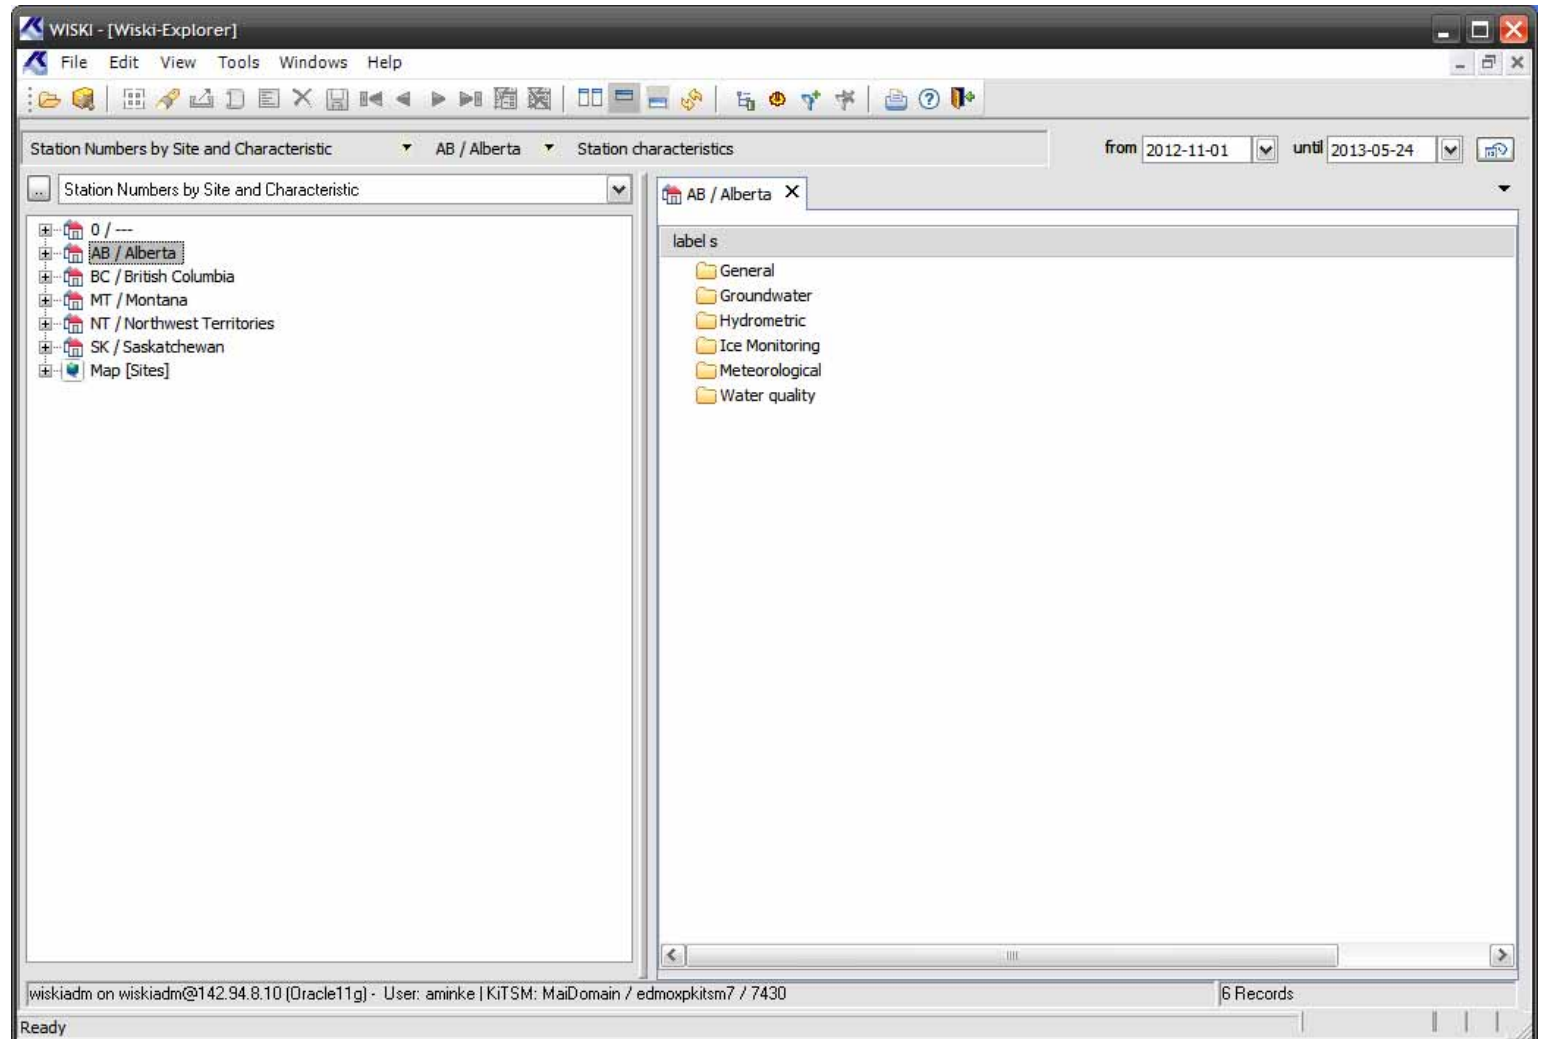 WISKI - [Wiski-Explorer]
File Edit View Tools Windows Help
Station Numbers by Site and Characteristic AB / Alberta Station characteristics from 2012-11-01 until 2013-05-24
.. Station Numbers by Site and Characteristic
AB / Alberta
0 / ---
AB / Alberta
BC / British Columbia
MT / Montana
NT / Northwest Territories
SK / Saskatchewan
Map [Sites]
label s
General
Groundwater
Hydrometric
Ice Monitoring
Meteorological
Water quality
wiskiadm on wiskiadm@142.94.8.10 (Oracle11g) - User: aminke | KiTSM: MaiDomain / edmoxpkitsm7 / 7430
6 Records
Ready